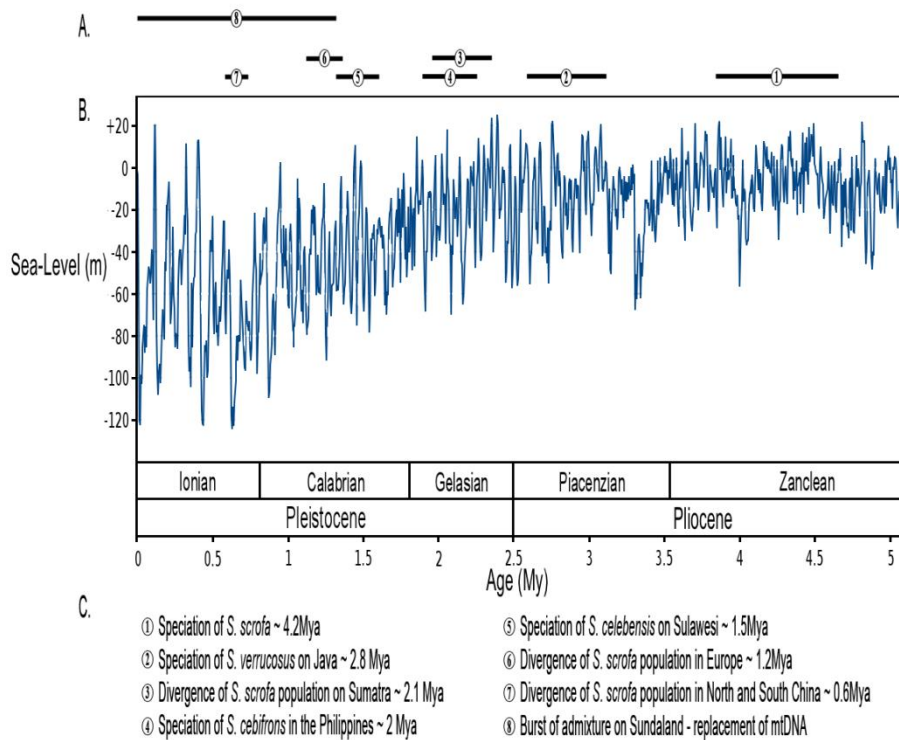 A.
⑧
⑥ ③
⑦ ⑤ ④ ② ①
B.
+20
0
-20
-40
-60
-80
-100
-120
Sea-Level (m)
Ionian Calabrian Gelasian Piacenzian Zanclean
Pleistocene Pliocene
0 0.5 1 1.5 2 2.5 3 3.5 4 4.5 5
Age (My)
C.
① Speciation of S. scrofa ~ 4.2Mya
② Speciation of S. verrucosus on Java ~ 2.8 Mya
③ Divergence of S. scrofa population on Sumatra ~ 2.1 Mya
④ Speciation of S. cebifrons in the Philippines ~ 2 Mya
⑤ Speciation of S. celebensis on Sulawesi ~ 1.5Mya
⑥ Divergence of S. scrofa population in Europe ~ 1.2Mya
⑦ Divergence of S. scrofa population in North and South China ~ 0.6Mya
⑧ Burst of admixture on Sundaland - replacement of mtDNA